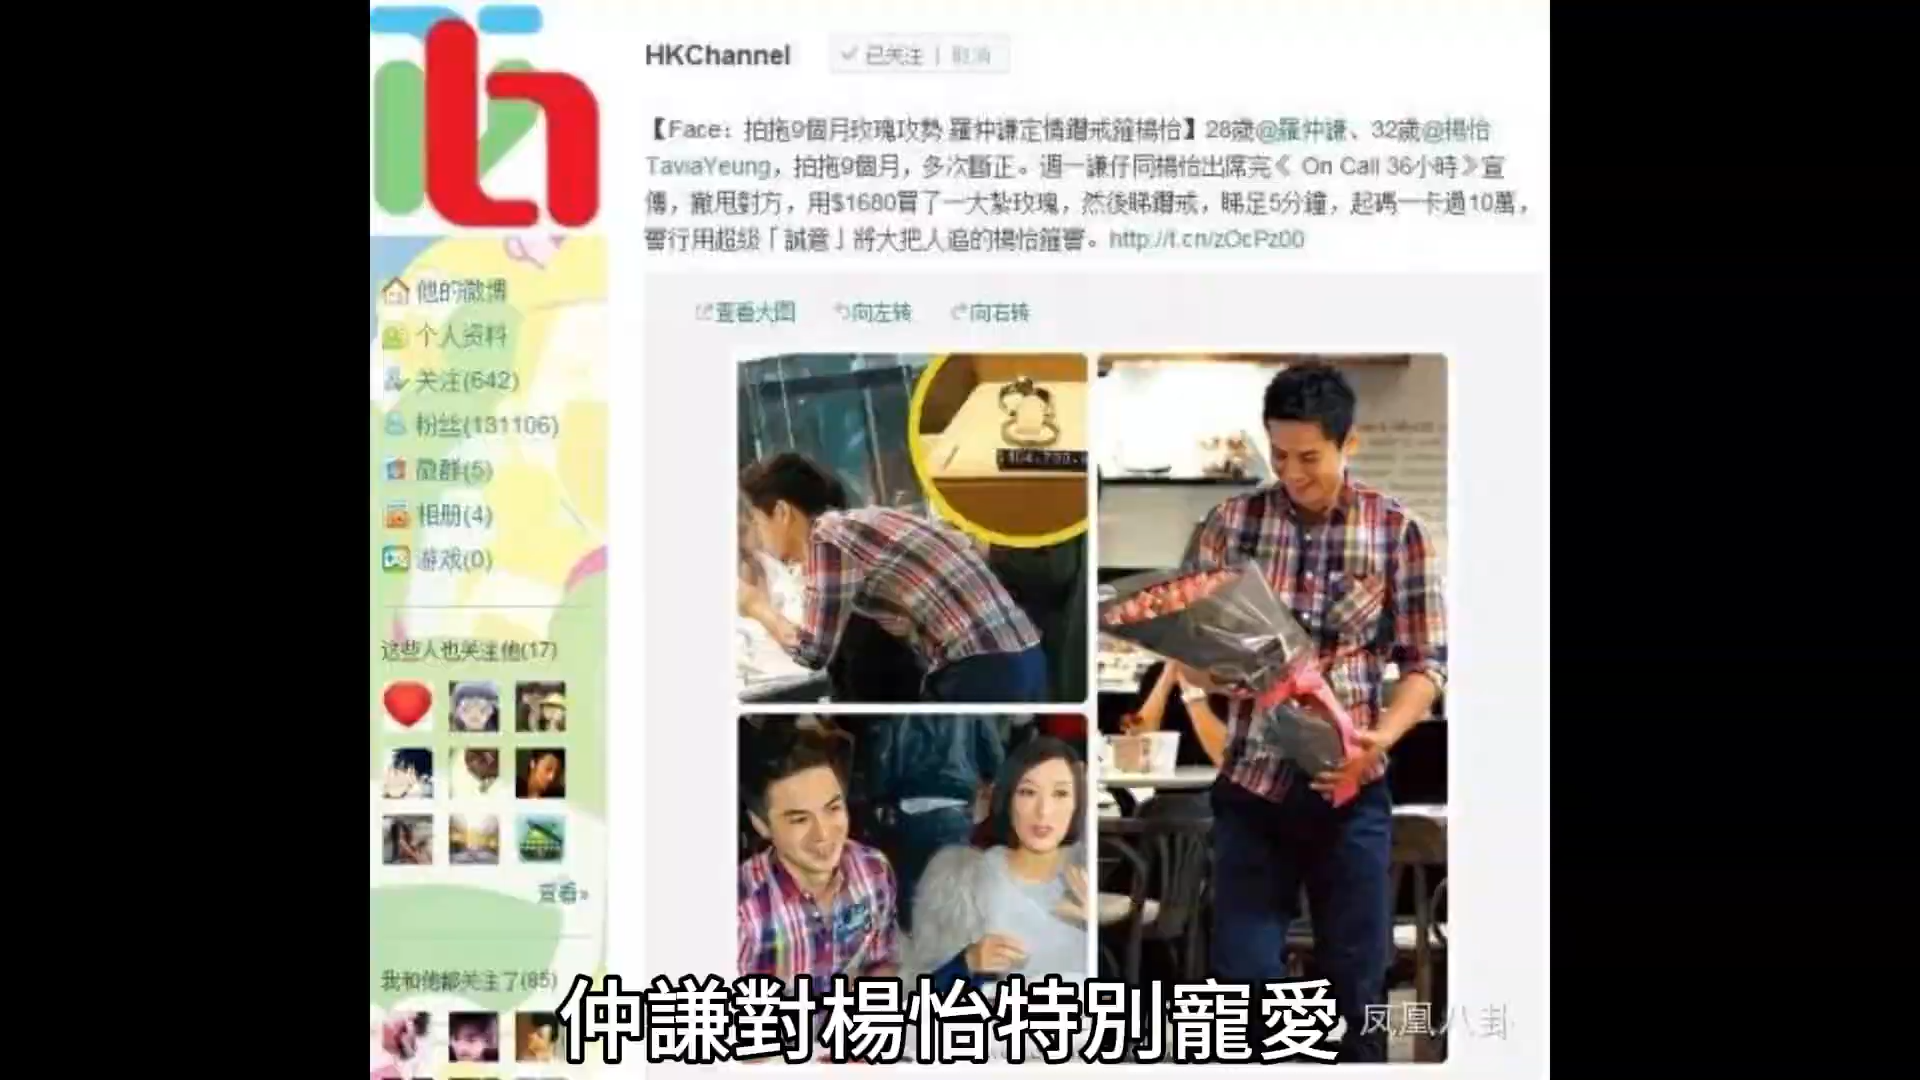 HKChannel
已关注 | 取消
【Face：拍拖9個月玫瑰攻勢 羅仲謙定情鑽戒箍楊怡】28歲@羅仲謙、32歲@楊怡
TaviaYeung，拍拖9個月，多次斷正。週一謙仔同楊怡出席完《 On Call 36小時》宣
傳，撇甩對方，用$1680買了一大紮玫瑰，然後睇鑽戒，睇足5分鐘，起碼一卡過10萬，
實行用超級「誠意」將大把人追的楊怡箍實。http://t.cn/zOcPz00
查看大图 向左转 向右转
他的微博
个人资料
关注(642)
粉丝(131106)
微群(5)
相册(4)
游戏(0)
这些人也关注他(17)
查看»
我和他都关注了(85)
仲謙對楊怡特別寵愛
凤凰八卦